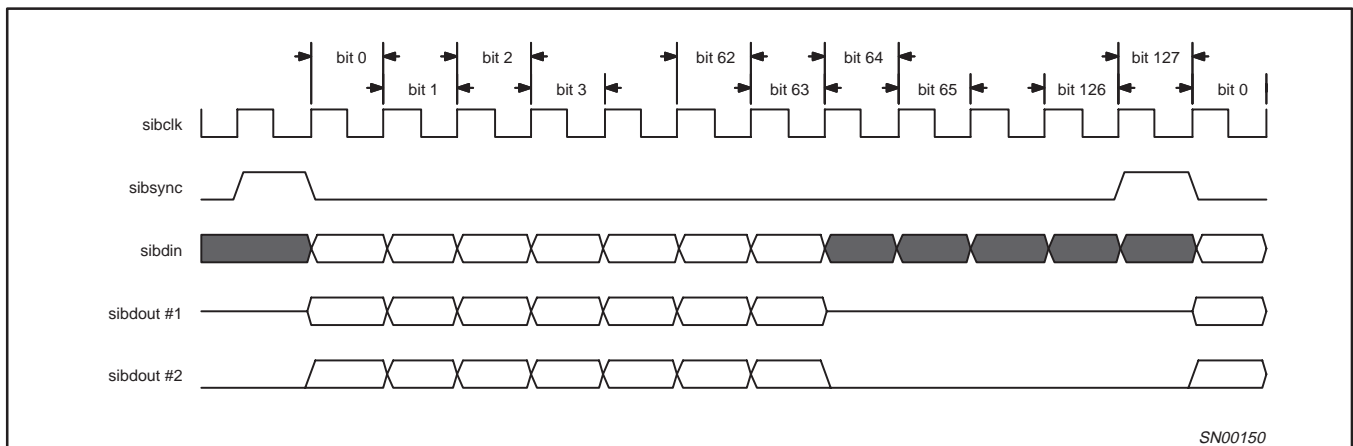 bit 0 bit 2 bit 62 bit 64 bit 127
bit 1 bit 3 bit 63 bit 65 bit 126 bit 0
sibclk
sibsync
sibdin
sibdout #1
sibdout #2
SN00150